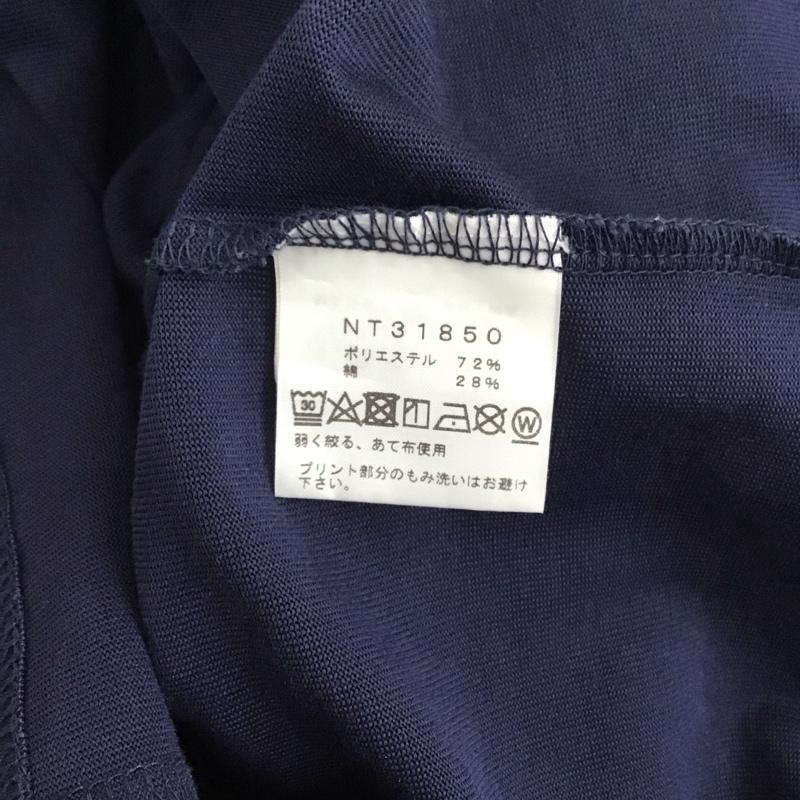 NT31850
ポリエステル 72%
綿 28%
30 W
弱く絞る、あて布使用
プリント部分のもみ洗いはお避け
下さい。